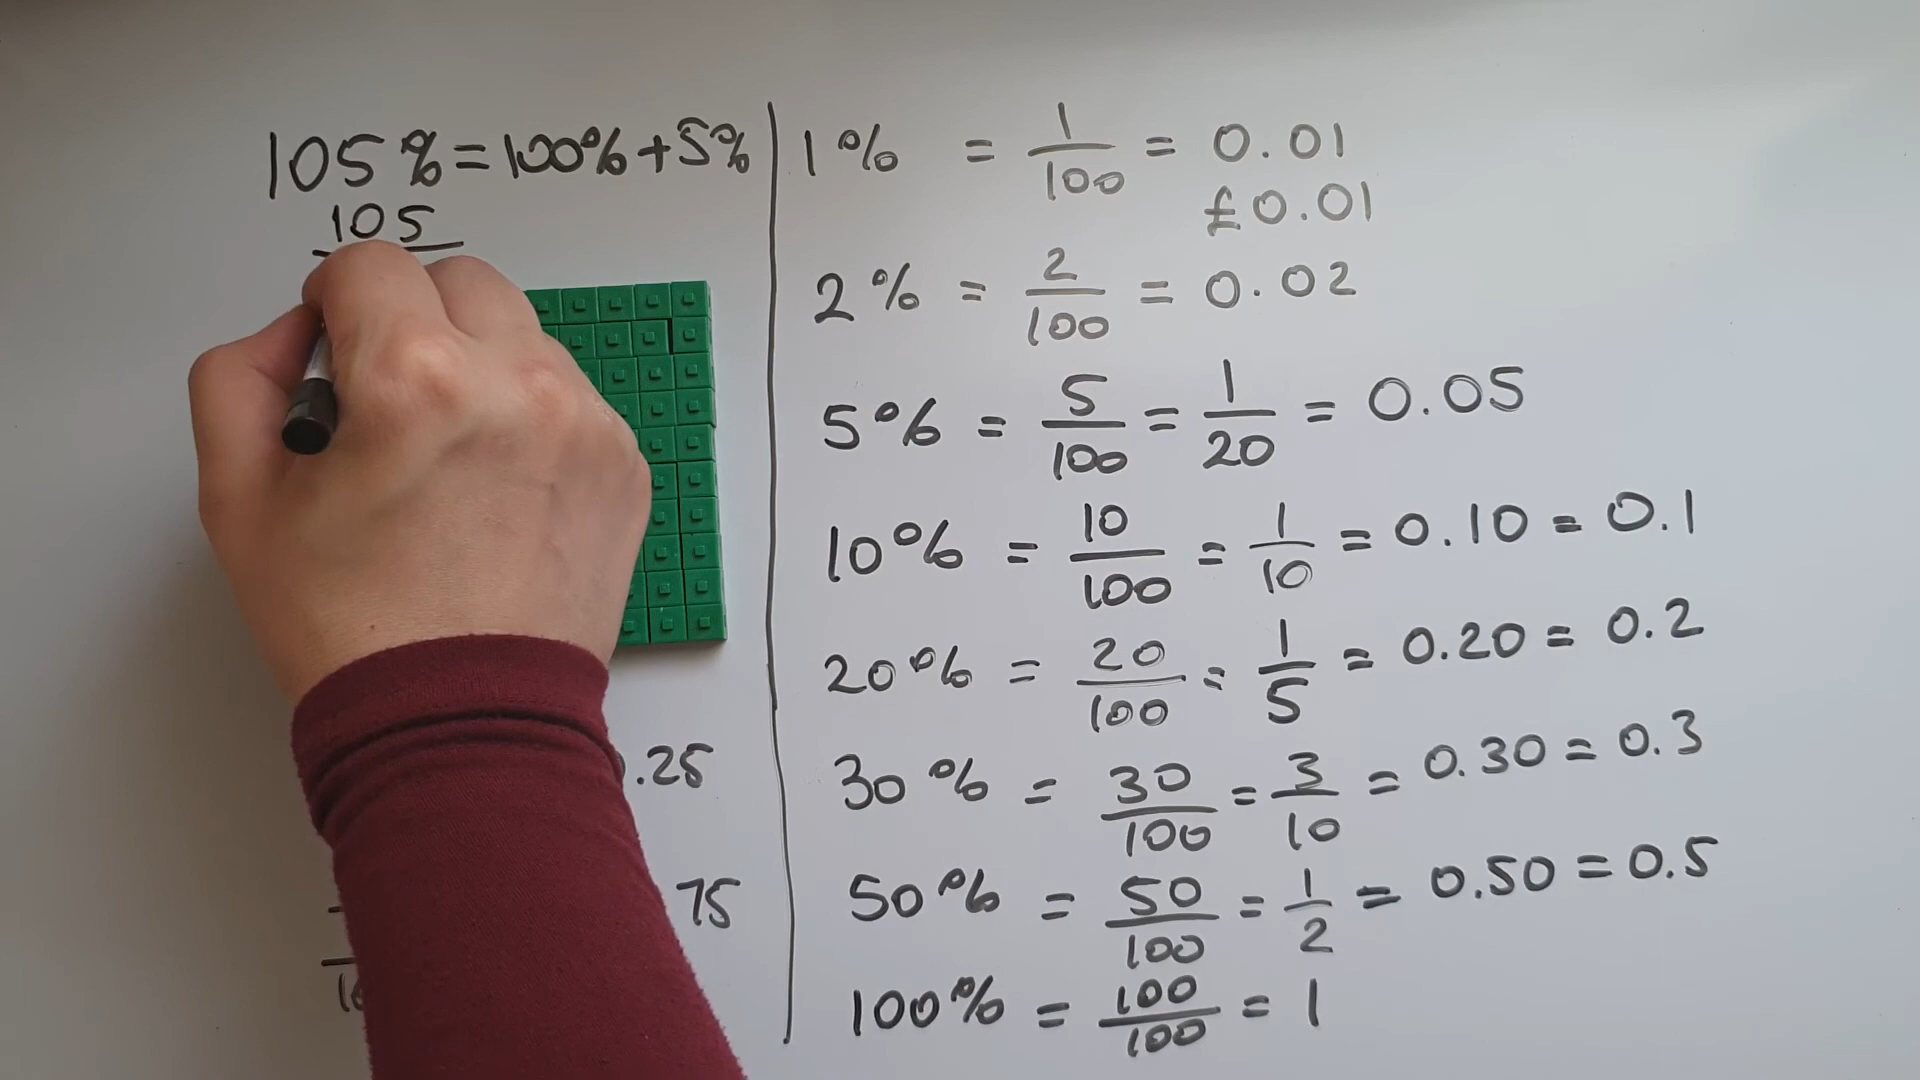 105% = 100% + 5%
105
.25
75
1% = 1/100 = 0.01
£0.01
2% = 2/100 = 0.02
5% = 5/100 = 1/20 = 0.05
10% = 10/100 = 1/10 = 0.10 = 0.1
20% = 20/100 = 1/5 = 0.20 = 0.2
30% = 30/100 = 3/10 = 0.30 = 0.3
50% = 50/100 = 1/2 = 0.50 = 0.5
100% = 100/100 = 1